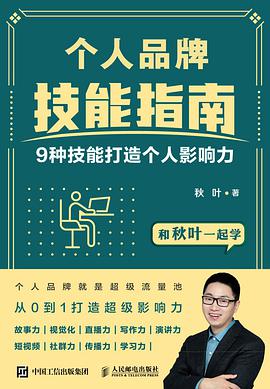 个人品牌
技能指南
9种技能打造个人影响力
秋叶·著
和秋叶一起学
个人品牌就是超级流量池
从0到1打造超级影响力
故事力|视觉化|直播力|写作力|演讲力
短视频|社群力|传播力|学习力|
中国工信出版集团
人民邮电出版社
POSTS & TELECOM PRESS